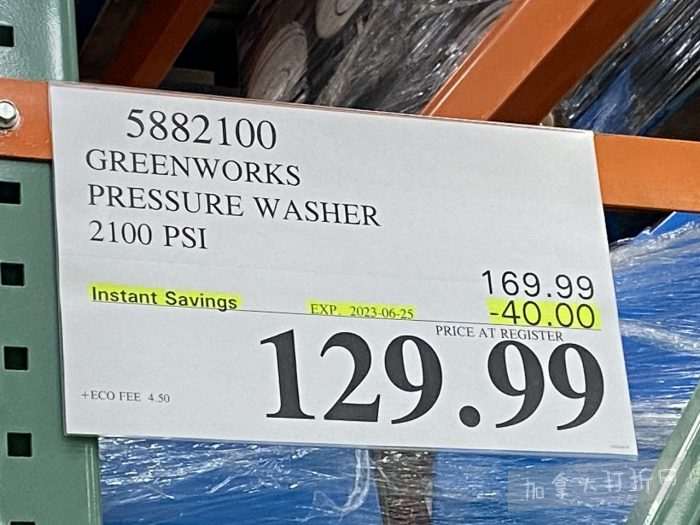 5882100
GREENWORKS
PRESSURE WASHER
2100 PSI
169.99
Instant Savings EXP. 2023-06-25 -40.00
PRICE AT REGISTER
129.99
+ECO FEE 4.50
加拿大打折网